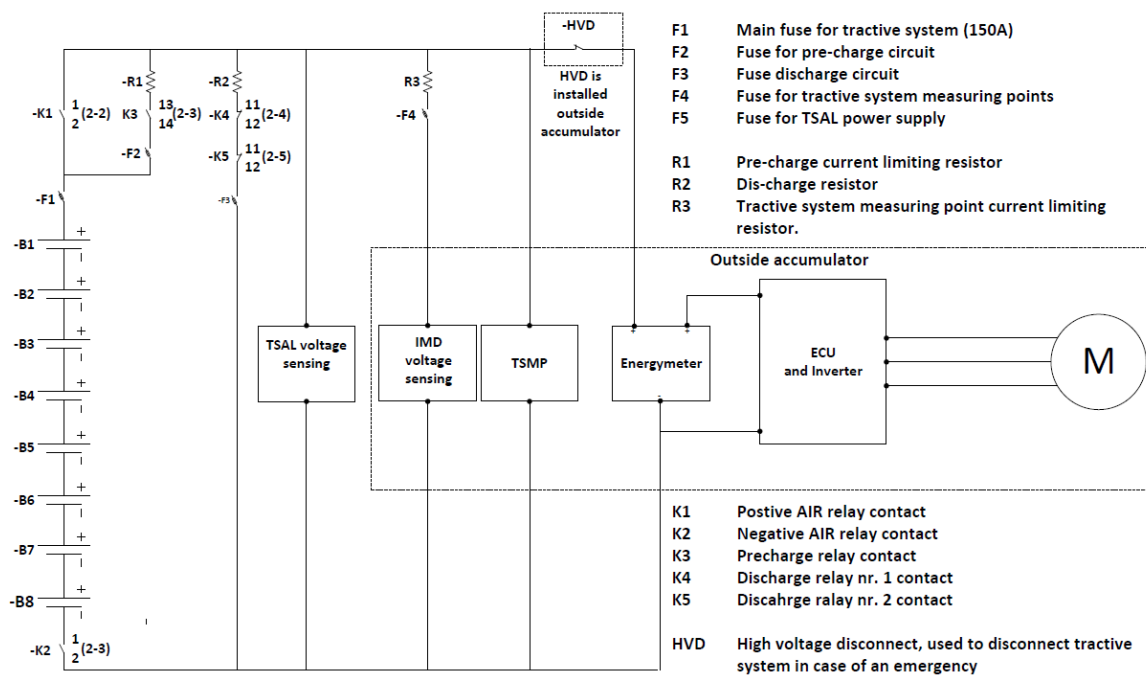 -HVD
HVD is
installed
outside
accumulator
F1 Main fuse for tractive system (150A)
F2 Fuse for pre-charge circuit
F3 Fuse discharge circuit
F4 Fuse for tractive system measuring points
F5 Fuse for TSAL power supply
R1 Pre-charge current limiting resistor
R2 Dis-charge resistor
R3 Tractive system measuring point current limiting
resistor.
-R1
-R2
R3
-K1 1 2 (2-2)
K3 13 14 (2-3)
-K4 11 12 (2-4)
-F4
-F2
-K5 11 12 (2-5)
-F1
-F3
-B1 + -
-B2 + -
-B3 + -
-B4 + -
-B5 + -
-B6 + -
-B7 + -
-B8 + -
-K2 1 2 (2-3)
Outside accumulator
TSAL voltage
sensing
IMD
voltage
sensing
TSMP
+ +
Energymeter
-
ECU
and Inverter
M
K1 Postive AIR relay contact
K2 Negative AIR relay contact
K3 Precharge relay contact
K4 Discharge relay nr. 1 contact
K5 Discahrge ralay nr. 2 contact
HVD High voltage disconnect, used to disconnect tractive
system in case of an emergency